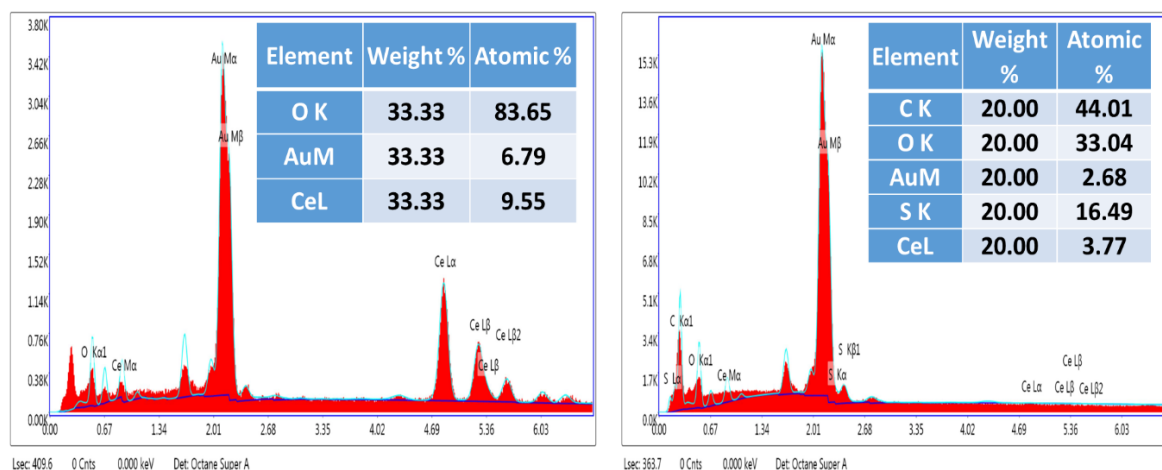 3.80K
3.42K
3.04K
2.66K
2.28K
1.90K
1.52K
1.14K
0.76K
0.38K
0.00K
Au Mα
Au Mβ
O Kα1
Ce Mα
Ce Lα
Ce Lβ
Ce Lβ2
Ce Lβ
Element Weight % Atomic %
O K 33.33 83.65
AuM 33.33 6.79
CeL 33.33 9.55
0.00 0.67 1.34 2.01 2.68 3.35 4.02 4.69 5.36 6.03
Lsec: 409.6 0 Cnts 0.000 keV Det: Octane Super A
15.3K
13.6K
11.9K
10.2K
8.5K
6.8K
5.1K
3.4K
1.7K
0.00K
Au Mα
Au Mβ
C Kα1
O Kα1
S Lα
Ce Mα
S Kβ1
S Kα
Ce Lβ
Ce Lα
Ce Lβ
Ce Lβ2
Element Weight % Atomic %
C K 20.00 44.01
O K 20.00 33.04
AuM 20.00 2.68
S K 20.00 16.49
CeL 20.00 3.77
0.00 0.67 1.34 2.01 2.68 3.35 4.02 4.69 5.36 6.03
Lsec: 363.7 0 Cnts 0.000 keV Det: Octane Super A